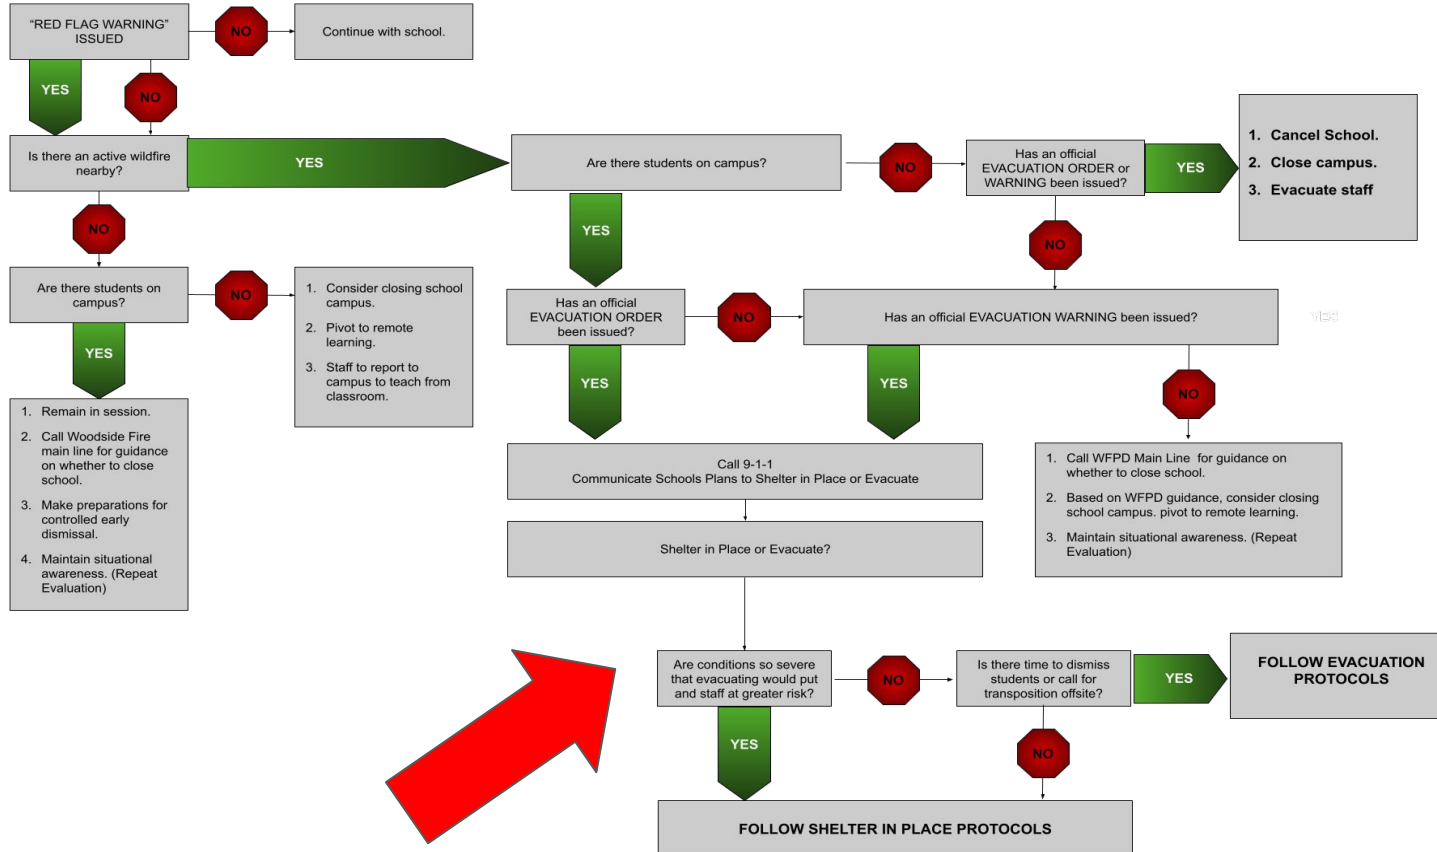 “RED FLAG WARNING”
ISSUED
NO
Continue with school.
YES
NO
Is there an active wildfire
nearby?
YES
Are there students on campus?
NO
Has an official
EVACUATION ORDER or
WARNING been issued?
YES
1. Cancel School.
2. Close campus.
3. Evacuate staff
NO
YES
NO
Are there students on
campus?
NO
1. Consider closing school
campus.
2. Pivot to remote
learning.
3. Staff to report to
campus to teach from
classroom.
Has an official
EVACUATION ORDER
been issued?
NO
Has an official EVACUATION WARNING been issued?
YES
YES
YES
YES
NO
1. Remain in session.
2. Call Woodside Fire
main line for guidance
on whether to close
school.
3. Make preparations for
controlled early
dismissal.
4. Maintain situational
awareness. (Repeat
Evaluation)
Call 9-1-1
Communicate Schools Plans to Shelter in Place or Evacuate
1. Call WFPD Main Line for guidance on
whether to close school.
2. Based on WFPD guidance, consider closing
school campus. pivot to remote learning.
3. Maintain situational awareness. (Repeat
Evaluation)
Shelter in Place or Evacuate?
Are conditions so severe
that evacuating would put
and staff at greater risk?
NO
Is there time to dismiss
students or call for
transposition offsite?
YES
FOLLOW EVACUATION
PROTOCOLS
YES
NO
FOLLOW SHELTER IN PLACE PROTOCOLS